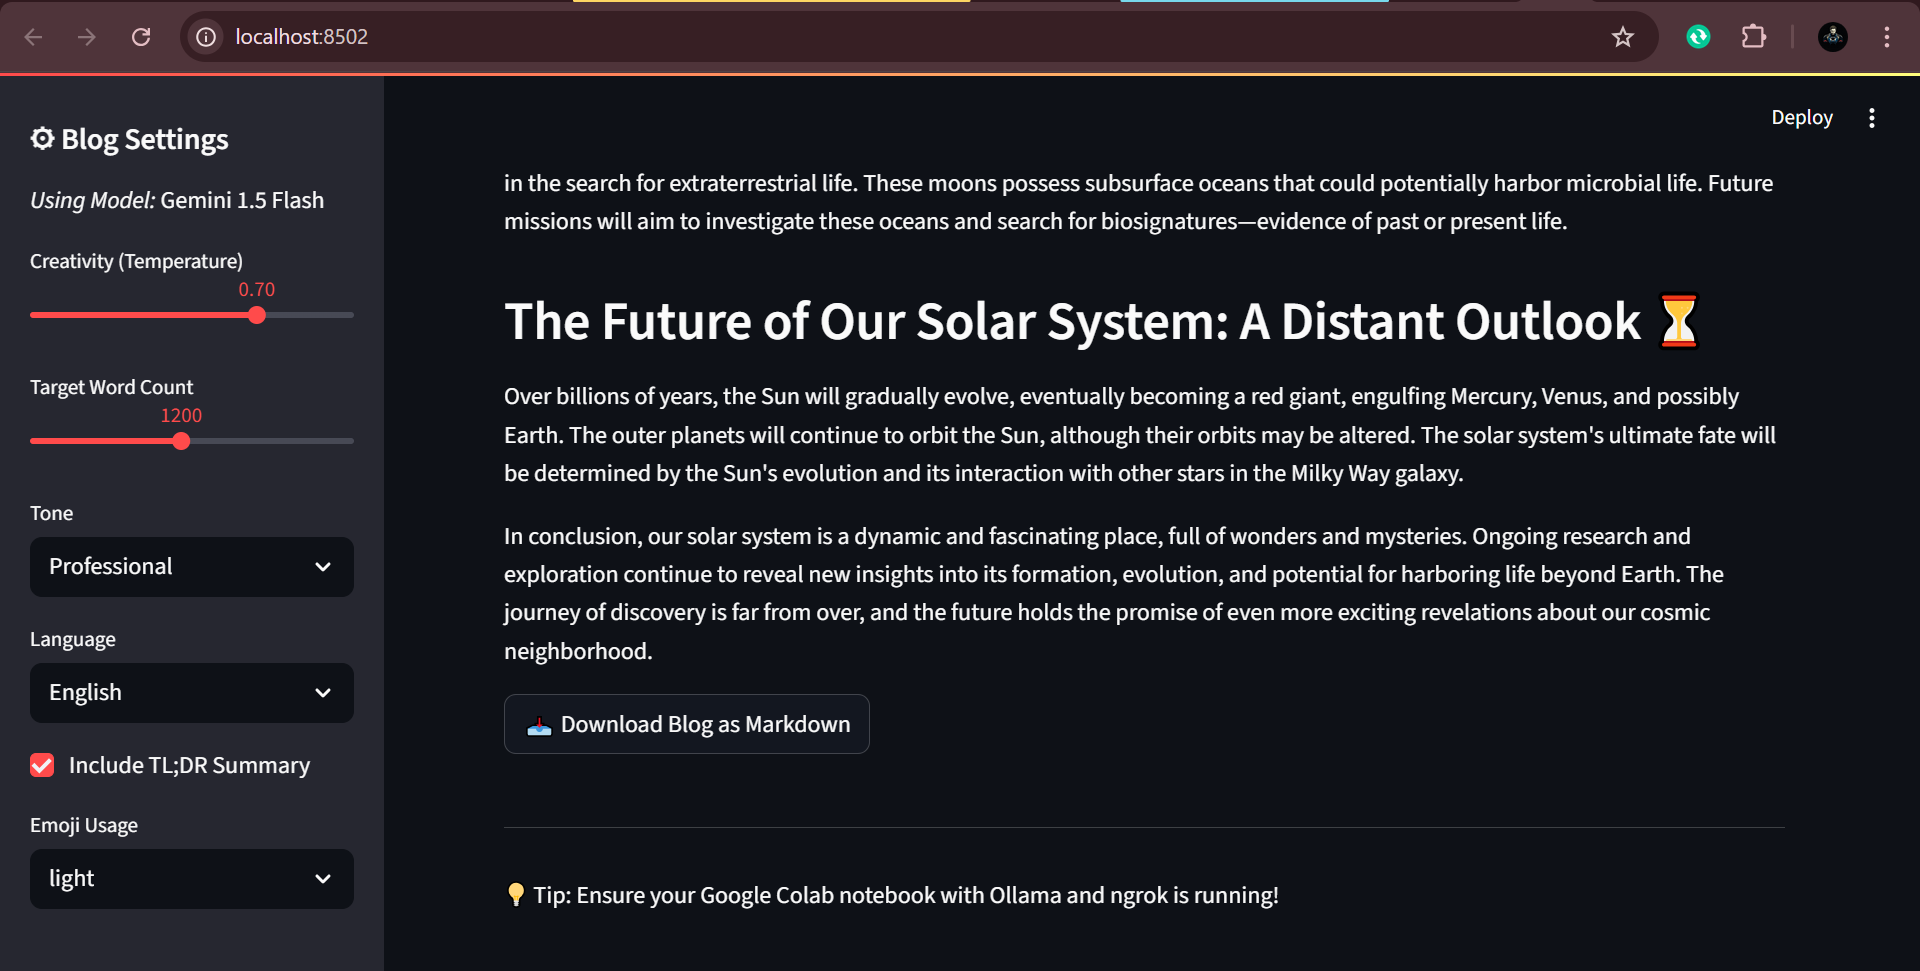 localhost:8502
Deploy
⚙ Blog Settings
Using Model: Gemini 1.5 Flash
Creativity (Temperature)
0.70
Target Word Count
1200
Tone
Professional
Language
English
Include TL;DR Summary
Emoji Usage
light
in the search for extraterrestrial life. These moons possess subsurface oceans that could potentially harbor microbial life. Future
missions will aim to investigate these oceans and search for biosignatures—evidence of past or present life.
The Future of Our Solar System: A Distant Outlook ⏳
Over billions of years, the Sun will gradually evolve, eventually becoming a red giant, engulfing Mercury, Venus, and possibly
Earth. The outer planets will continue to orbit the Sun, although their orbits may be altered. The solar system's ultimate fate will
be determined by the Sun's evolution and its interaction with other stars in the Milky Way galaxy.
In conclusion, our solar system is a dynamic and fascinating place, full of wonders and mysteries. Ongoing research and
exploration continue to reveal new insights into its formation, evolution, and potential for harboring life beyond Earth. The
journey of discovery is far from over, and the future holds the promise of even more exciting revelations about our cosmic
neighborhood.
📥 Download Blog as Markdown
💡 Tip: Ensure your Google Colab notebook with Ollama and ngrok is running!